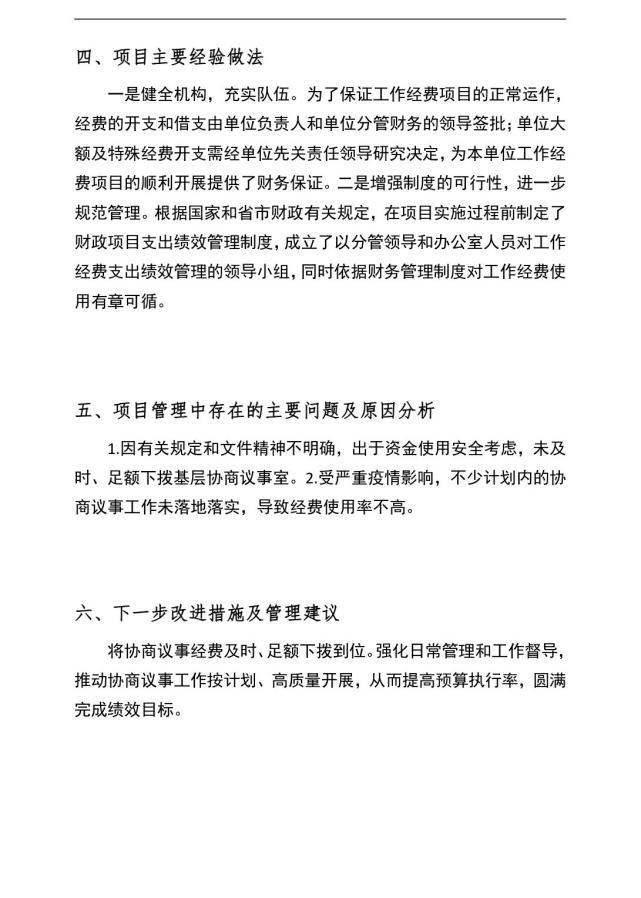 四、项目主要经验做法
一是健全机构，充实队伍。为了保证工作经费项目的正常运作，
经费的开支和借支由单位负责人和单位分管财务的领导签批；单位大
额及特殊经费开支需经单位先关责任领导研究决定，为本单位工作经
费项目的顺利开展提供了财务保证。二是增强制度的可行性，进一步
规范管理。根据国家和省市财政有关规定，在项目实施过程前制定了
财政项目支出绩效管理制度，成立了以分管领导和办公室人员对工作
经费支出绩效管理的领导小组，同时依据财务管理制度对工作经费使
用有章可循。
五、项目管理中存在的主要问题及原因分析
1.因有关规定和文件精神不明确，出于资金使用安全考虑，未及
时、足额下拨基层协商议事室。2.受严重疫情影响，不少计划内的协
商议事工作未落地落实，导致经费使用率不高。
六、下一步改进措施及管理建议
将协商议事经费及时、足额下拨到位。强化日常管理和工作督导，
推动协商议事工作按计划、高质量开展，从而提高预算执行率，圆满
完成绩效目标。